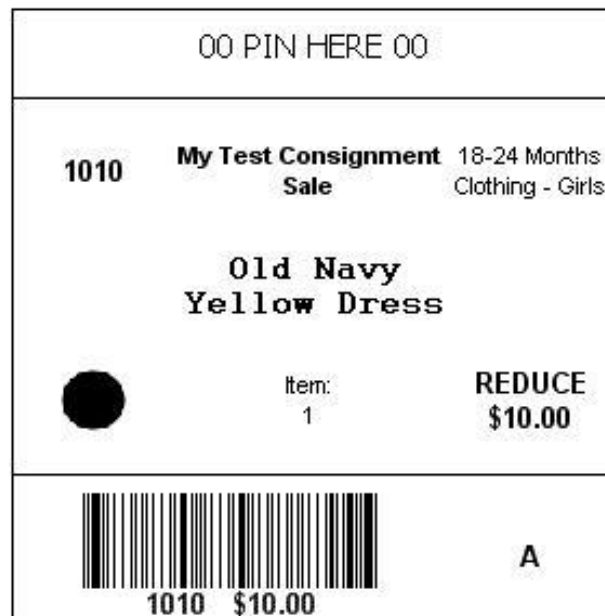 00 PIN HERE 00
1010
My Test Consignment
Sale
18-24 Months
Clothing - Girls
Old Navy
Yellow Dress
Item:
1
REDUCE
$10.00
1010 $10.00
A